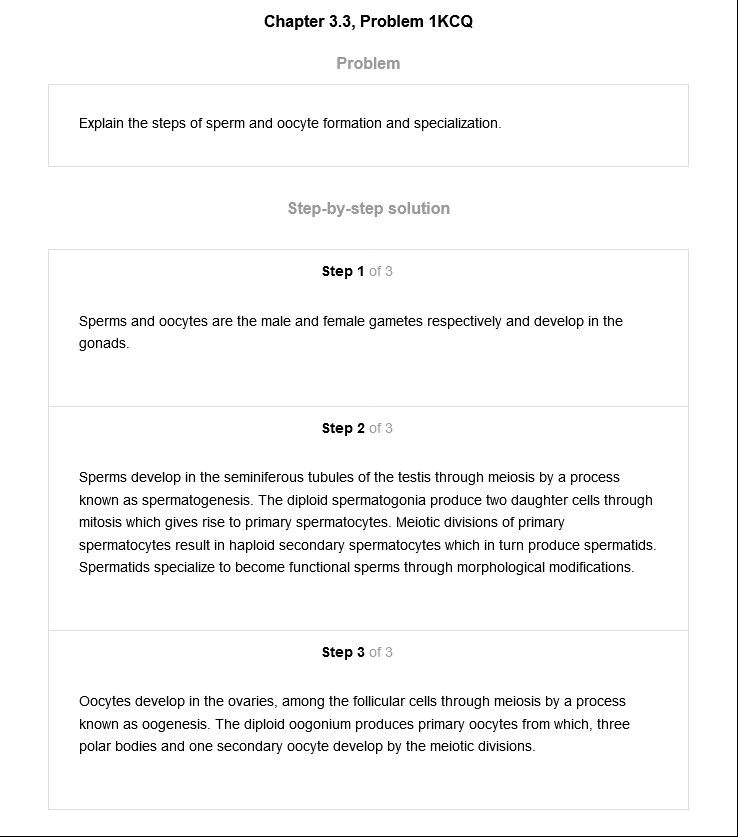 Chapter 3.3, Problem 1KCQ
Problem
Explain the steps of sperm and oocyte formation and specialization.
Step-by-step solution
Step 1 of 3
Sperms and oocytes are the male and female gametes respectively and develop in the
gonads.
Step 2 of 3
Sperms develop in the seminiferous tubules of the testis through meiosis by a process
known as spermatogenesis. The diploid spermatogonia produce two daughter cells through
mitosis which gives rise to primary spermatocytes. Meiotic divisions of primary
spermatocytes result in haploid secondary spermatocytes which in turn produce spermatids.
Spermatids specialize to become functional sperms through morphological modifications.
Step 3 of 3
Oocytes develop in the ovaries, among the follicular cells through meiosis by a process
known as oogenesis. The diploid oogonium produces primary oocytes from which, three
polar bodies and one secondary oocyte develop by the meiotic divisions.